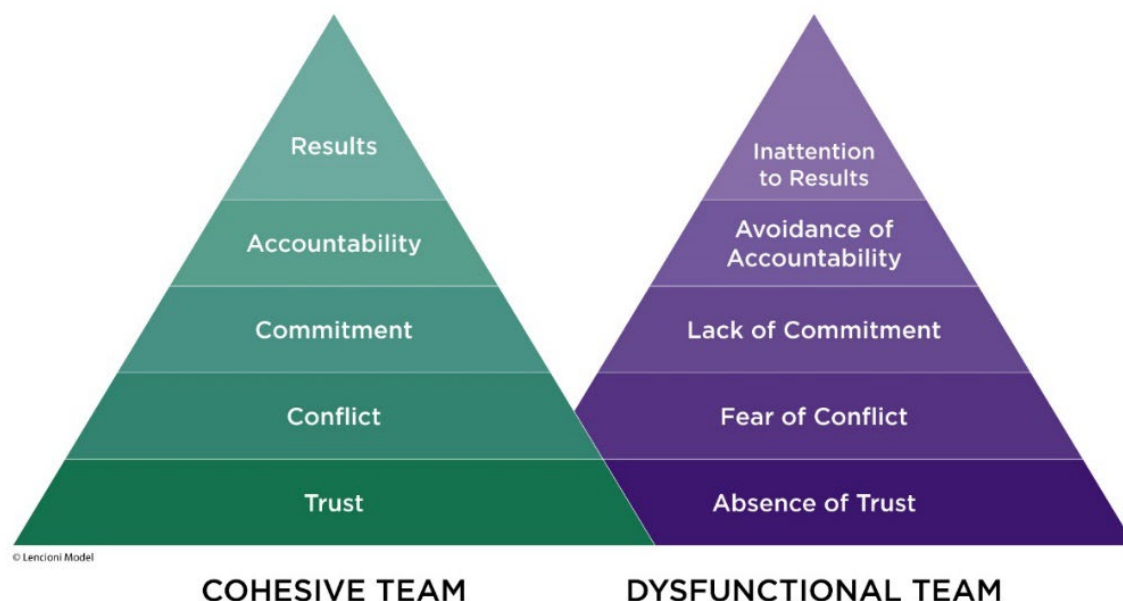 Results
Accountability
Commitment
Conflict
Trust
© Lencioni Model
COHESIVE TEAM
Inattention
to Results
Avoidance of
Accountability
Lack of Commitment
Fear of Conflict
Absence of Trust
DYSFUNCTIONAL TEAM